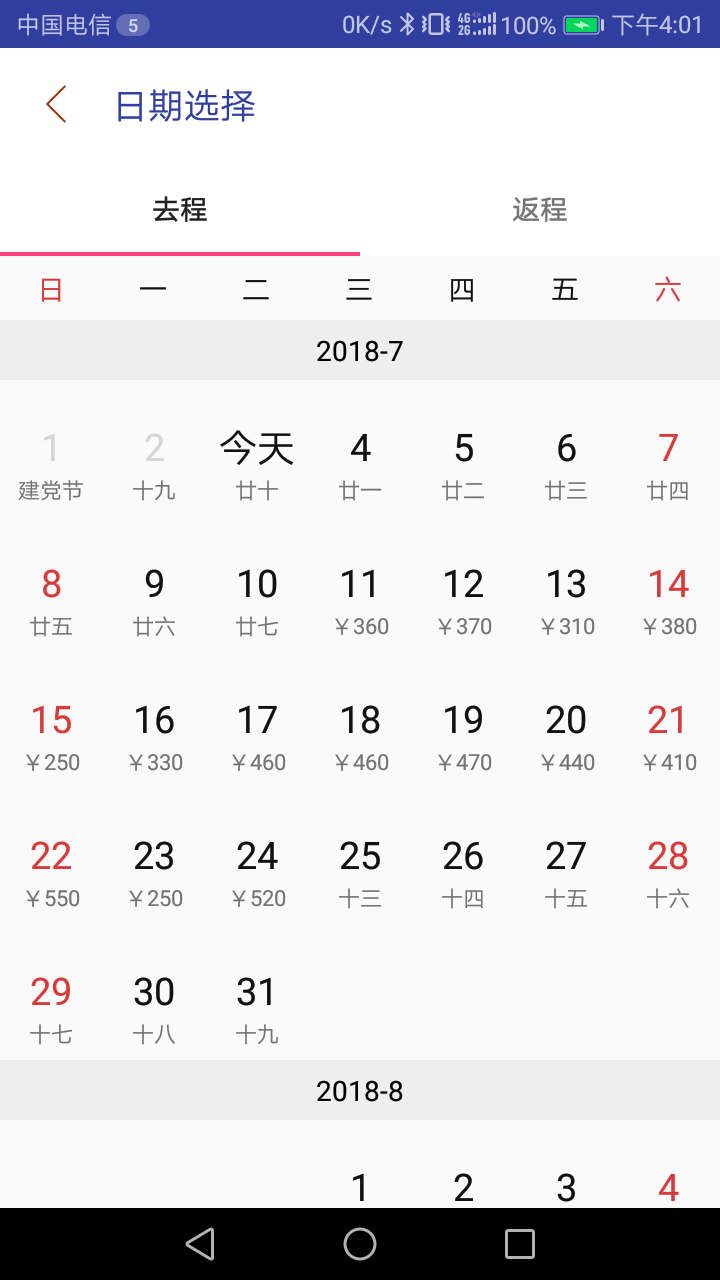 中国电信 5 0K/s 4G 2G 100% 下午4:01
日期选择
去程 返程
日 一 二 三 四 五 六
2018-7
1 2 今天 4 5 6 7
建党节 十九 廿十 廿一 廿二 廿三 廿四
8 9 10 11 12 13 14
廿五 廿六 廿七 ￥360 ￥370 ￥310 ￥380
15 16 17 18 19 20 21
￥250 ￥330 ￥460 ￥460 ￥470 ￥440 ￥410
22 23 24 25 26 27 28
￥550 ￥250 ￥520 十三 十四 十五 十六
29 30 31
十七 十八 十九
2018-8
1 2 3 4